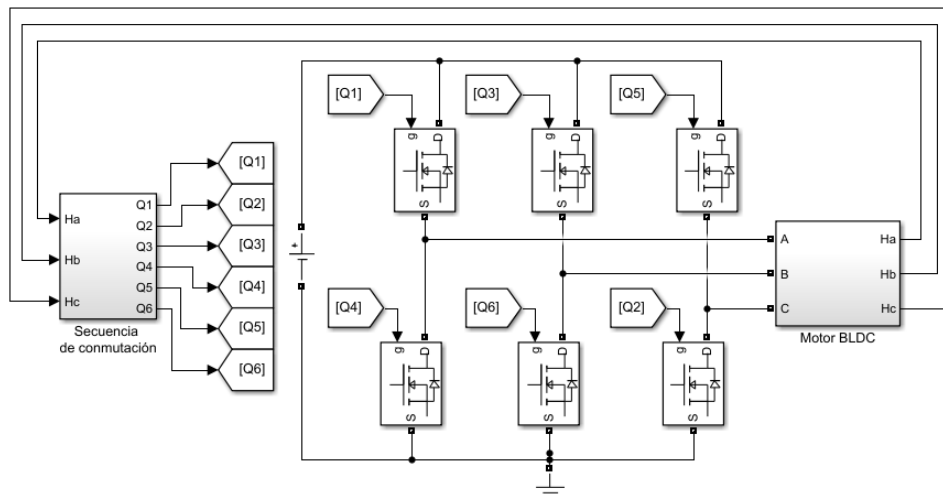 [Q1]
[Q3]
[Q5]
g
D
S
g
D
S
g
D
S
Ha
Hb
Hc
Q1
Q2
Q3
Q4
Q5
Q6
Secuencia
de conmutación
[Q1]
[Q2]
[Q3]
[Q4]
[Q5]
[Q6]
+
A
B
C
Ha
Hb
Hc
Motor BLDC
[Q4]
[Q6]
[Q2]
g
D
S
g
D
S
g
D
S